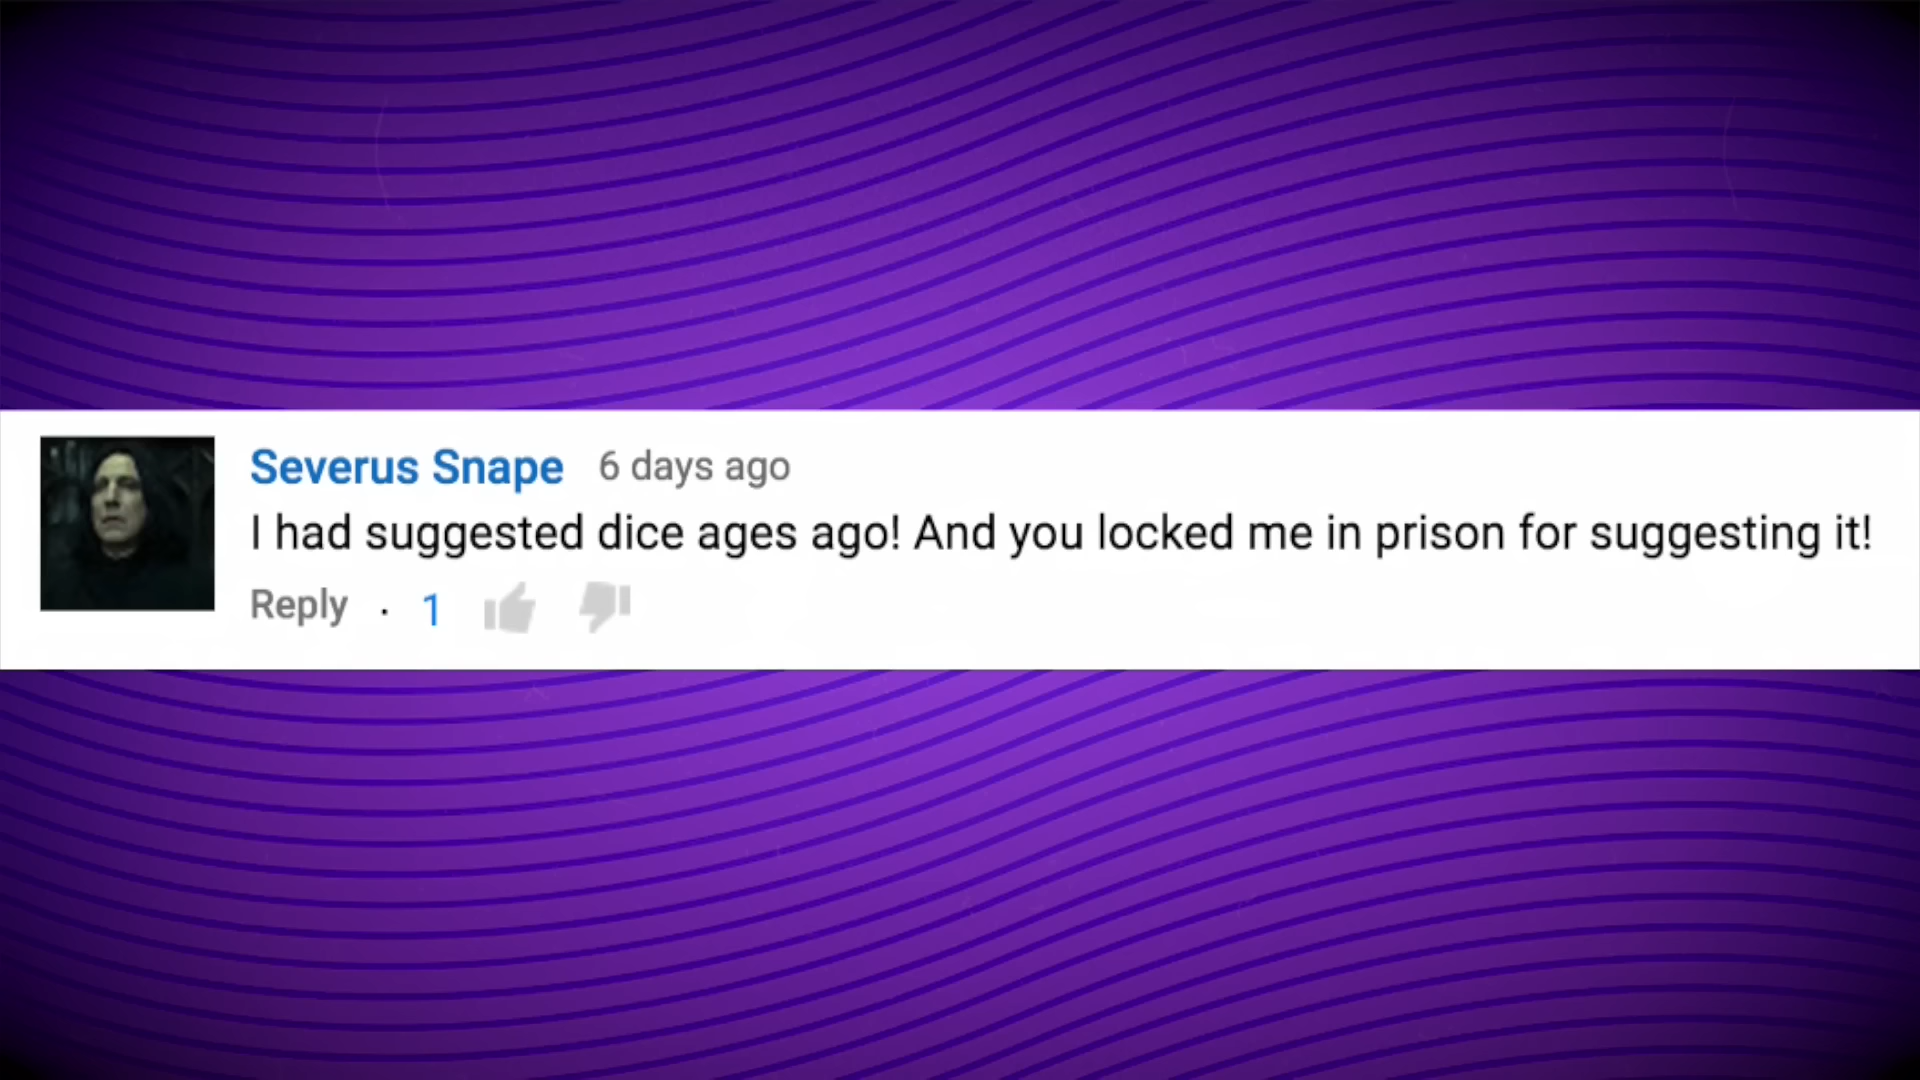 Severus Snape 6 days ago
I had suggested dice ages ago! And you locked me in prison for suggesting it!
Reply · 1